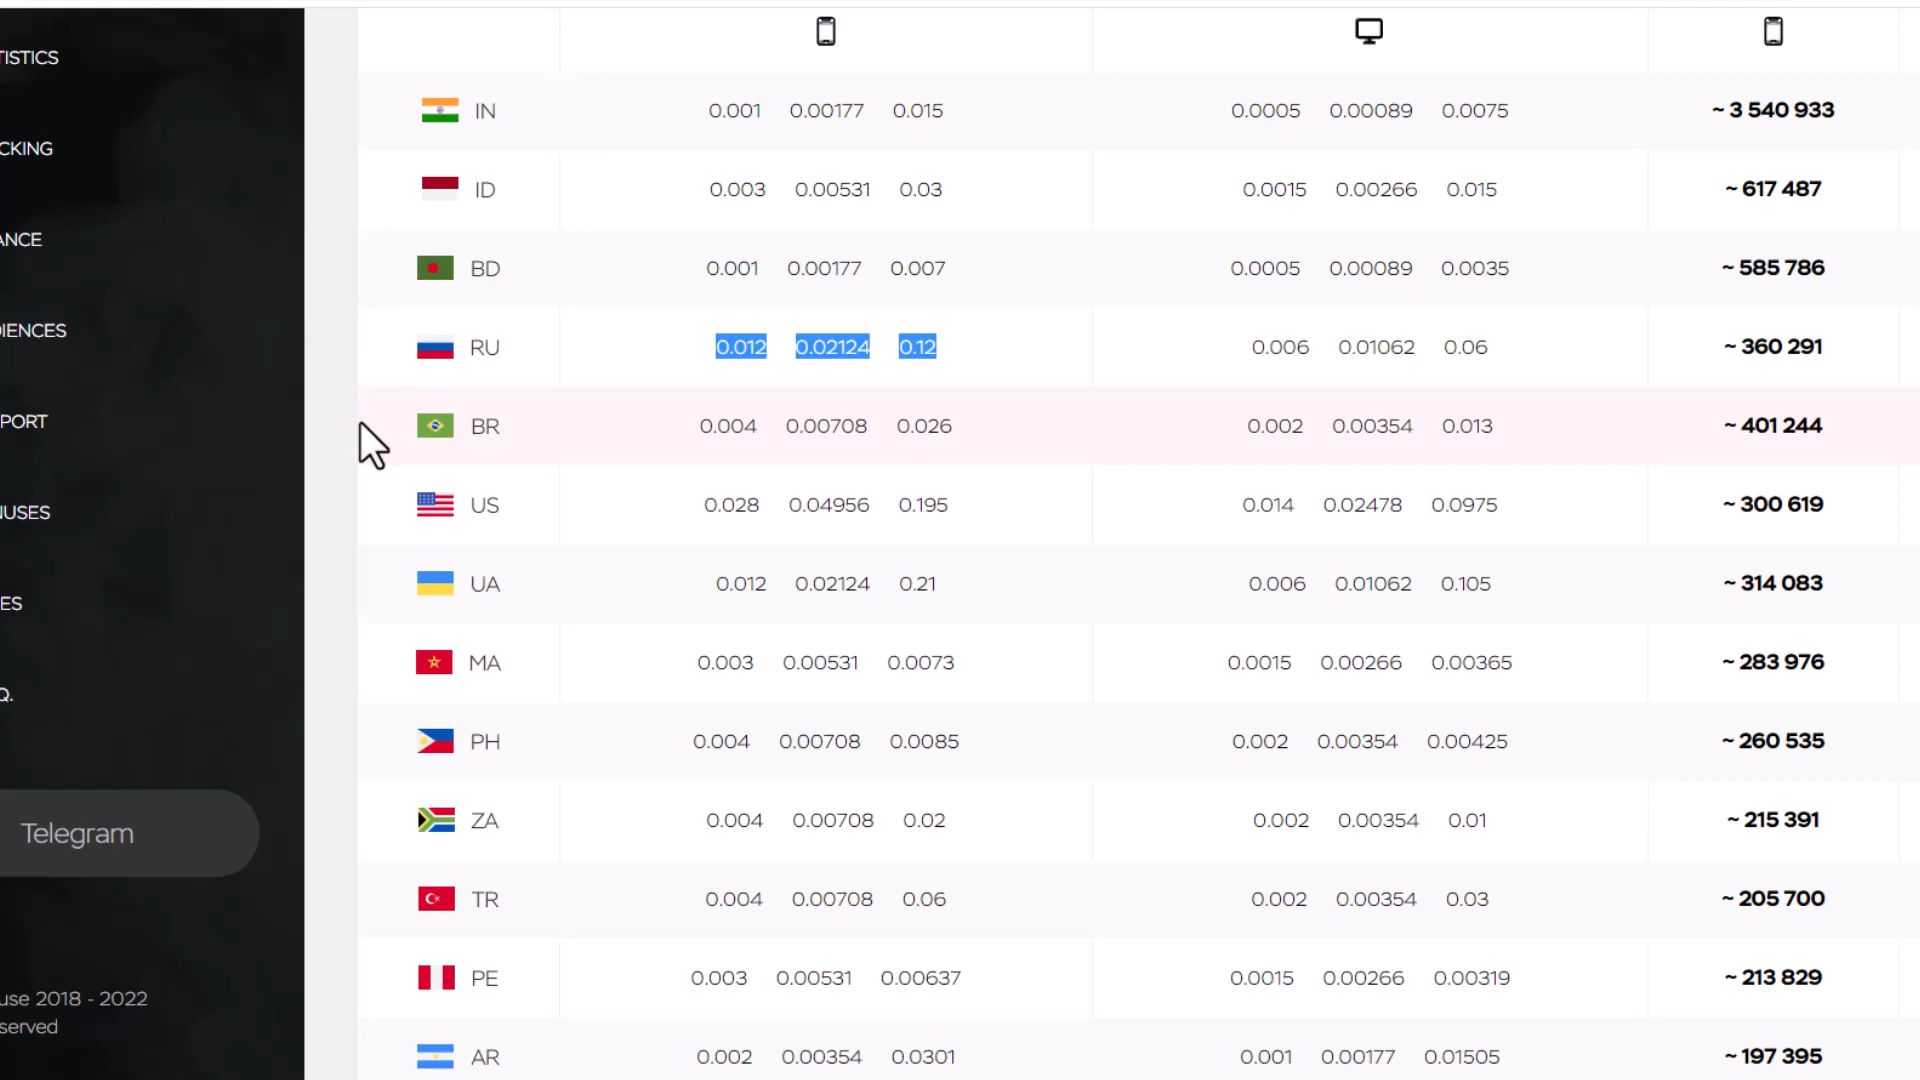 TISTICS
CKING
ANCE
DIENCES
PORT
NUSES
ES
Q.
Telegram
use 2018 - 2022
served
IN 0.001 0.00177 0.015 0.0005 0.00089 0.0075 ~ 3 540 933
ID 0.003 0.00531 0.03 0.0015 0.00266 0.015 ~ 617 487
BD 0.001 0.00177 0.007 0.0005 0.00089 0.0035 ~ 585 786
RU 0.012 0.02124 0.12 0.006 0.01062 0.06 ~ 360 291
BR 0.004 0.00708 0.026 0.002 0.00354 0.013 ~ 401 244
US 0.028 0.04956 0.195 0.014 0.02478 0.0975 ~ 300 619
UA 0.012 0.02124 0.21 0.006 0.01062 0.105 ~ 314 083
MA 0.003 0.00531 0.0073 0.0015 0.00266 0.00365 ~ 283 976
PH 0.004 0.00708 0.0085 0.002 0.00354 0.00425 ~ 260 535
ZA 0.004 0.00708 0.02 0.002 0.00354 0.01 ~ 215 391
TR 0.004 0.00708 0.06 0.002 0.00354 0.03 ~ 205 700
PE 0.003 0.00531 0.00637 0.0015 0.00266 0.00319 ~ 213 829
AR 0.002 0.00354 0.0301 0.001 0.00177 0.01505 ~ 197 395